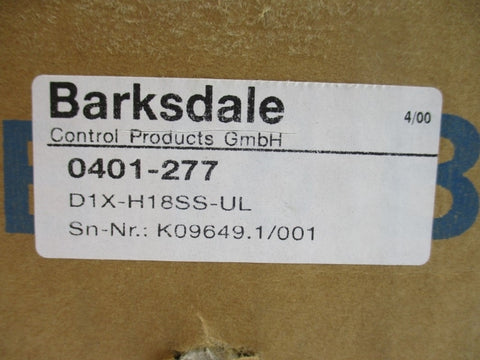 Barksdale
4/00
Control Products GmbH
0401-277
D1X-H18SS-UL
Sn-Nr.: K09649.1/001